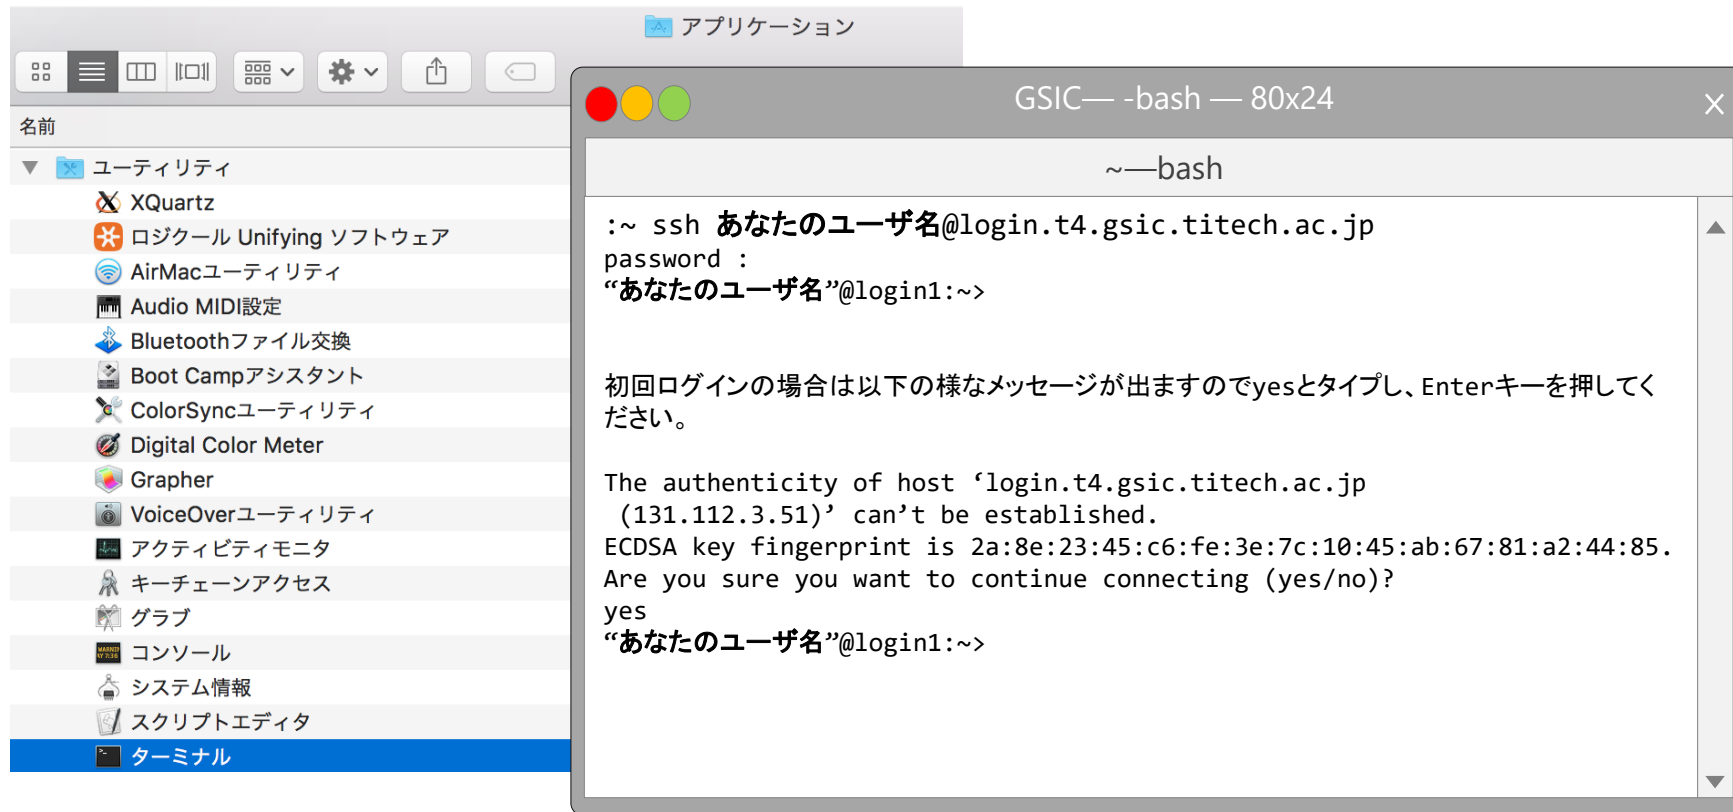 アプリケーション
名前
ユーティリティ
XQuartz
ロジクール Unifying ソフトウェア
AirMacユーティリティ
Audio MIDI設定
Bluetoothファイル交換
Boot Campアシスタント
ColorSyncユーティリティ
Digital Color Meter
Grapher
VoiceOverユーティリティ
アクティビティモニタ
キーチェーンアクセス
グラブ
コンソール
システム情報
スクリプトエディタ
ターミナル
GSIC— -bash — 80x24
X
~—bash
:~ ssh あなたのユーザ名@login.t4.gsic.titech.ac.jp
password :
“あなたのユーザ名”@login1:~>
初回ログインの場合は以下の様なメッセージが出ますのでyesとタイプし、Enterキーを押してく
ださい。
The authenticity of host ‘login.t4.gsic.titech.ac.jp
(131.112.3.51)’ can’t be established.
ECDSA key fingerprint is 2a:8e:23:45:c6:fe:3e:7c:10:45:ab:67:81:a2:44:85.
Are you sure you want to continue connecting (yes/no)?
yes
“あなたのユーザ名”@login1:~>